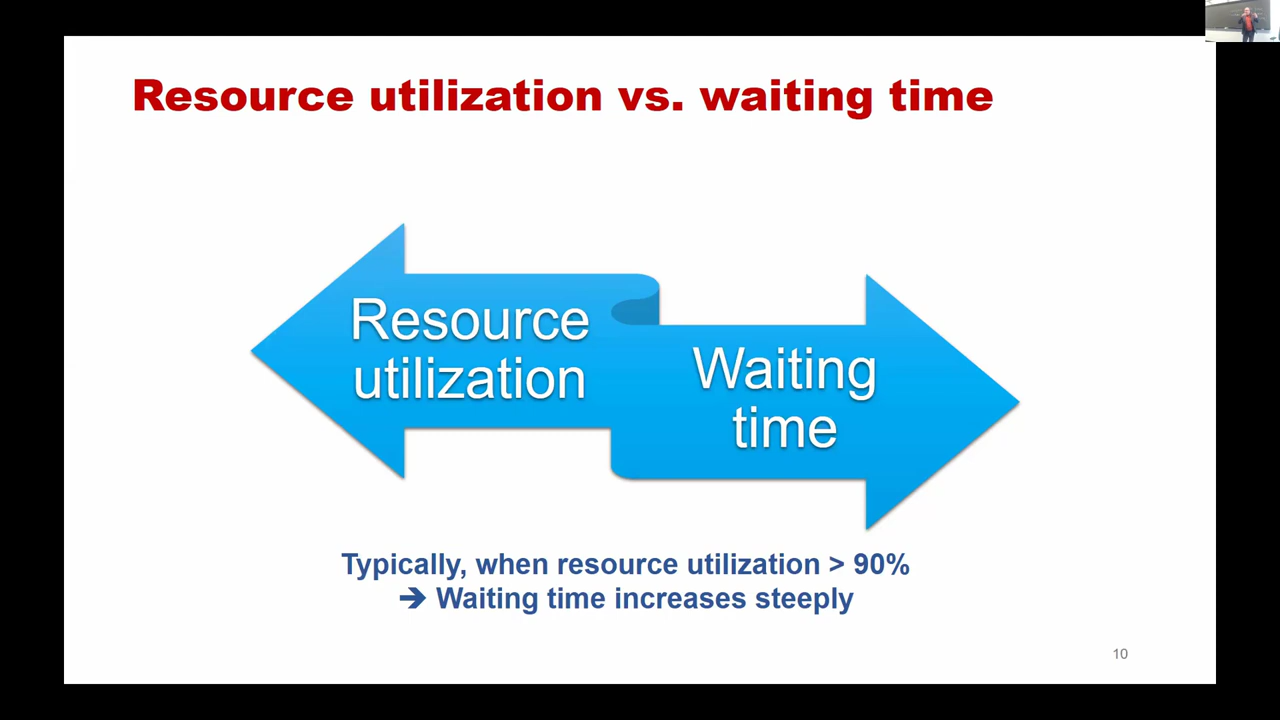 Resource utilization vs. waiting time
Resource
utilization
Waiting
time
Typically, when resource utilization > 90%
➔ Waiting time increases steeply
10